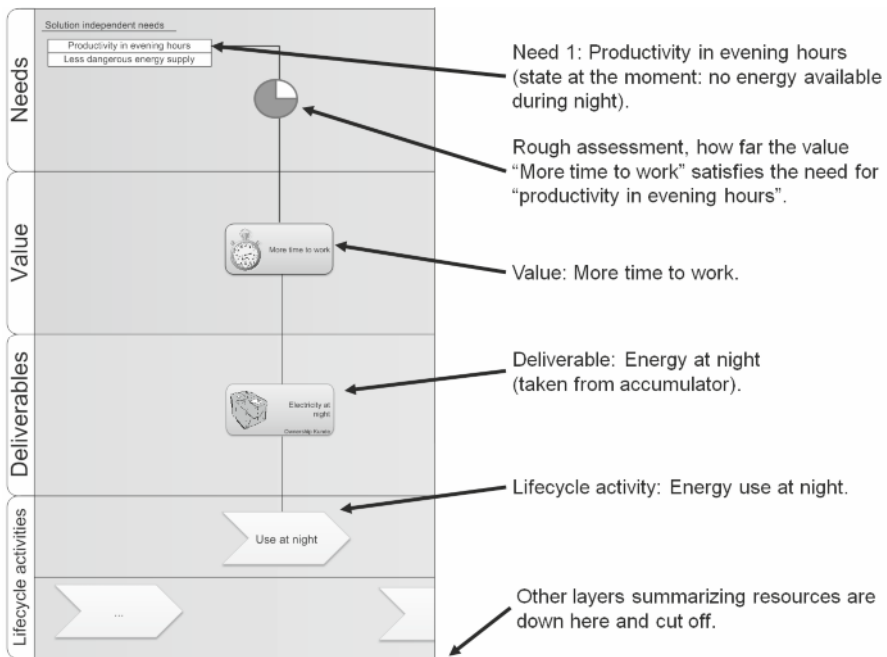 Needs
Solution independent needs
Productivity in evening hours
Less dangerous energy supply
Need 1: Productivity in evening hours
(state at the moment: no energy available
during night).
Rough assessment, how far the value
“More time to work” satisfies the need for
“productivity in evening hours”.
Value
More time to work
Value: More time to work.
Deliverables
Electricity at
night
Ownership
Deliverable: Energy at night
(taken from accumulator).
Lifecycle activities
Use at night
Lifecycle activity: Energy use at night.
...
Other layers summarizing resources are
down here and cut off.